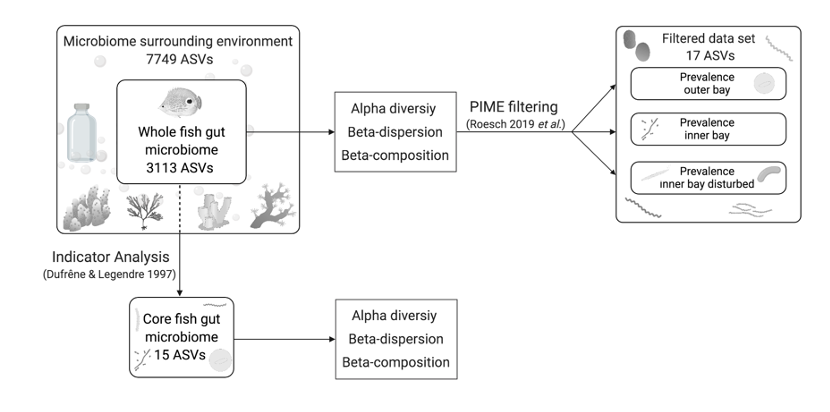 Microbiome surrounding environment
7749 ASVs
Whole fish gut
microbiome
3113 ASVs
Alpha diversiy
Beta-dispersion
Beta-composition
PIME filtering
(Roesch 2019 et al.)
Filtered data set
17 ASVs
Prevalence
outer bay
Prevalence
inner bay
Prevalence
inner bay disturbed
Indicator Analysis
(Dufrêne & Legendre 1997)
Core fish gut
microbiome
15 ASVs
Alpha diversiy
Beta-dispersion
Beta-composition